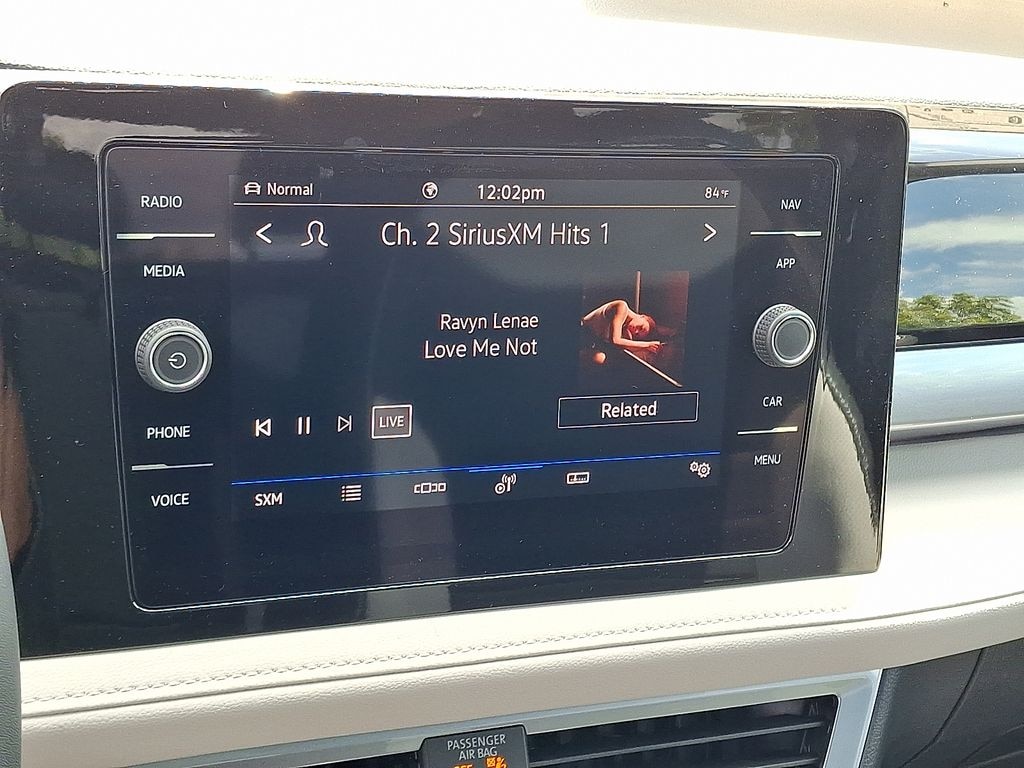 RADIO
MEDIA
PHONE
VOICE
Normal 12:02pm 84°F
Ch. 2 SiriusXM Hits 1
Ravyn Lenae
Love Me Not
Related
LIVE
SXM
NAV
APP
CAR
MENU
PASSENGER
AIR BAG
OFF